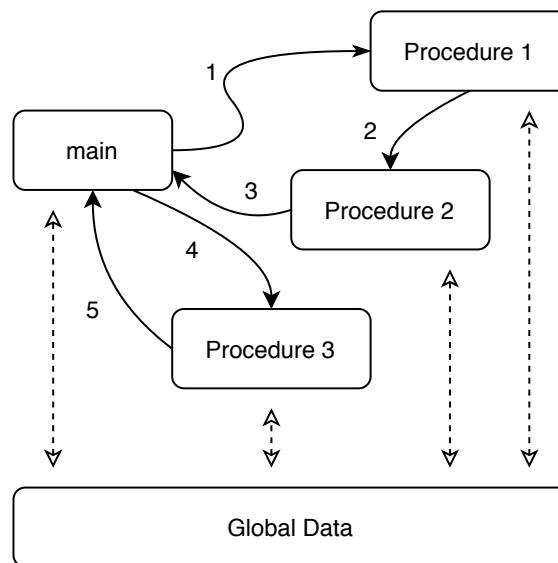 Procedure 1
1
2
main
3
Procedure 2
4
5
Procedure 3
Global Data